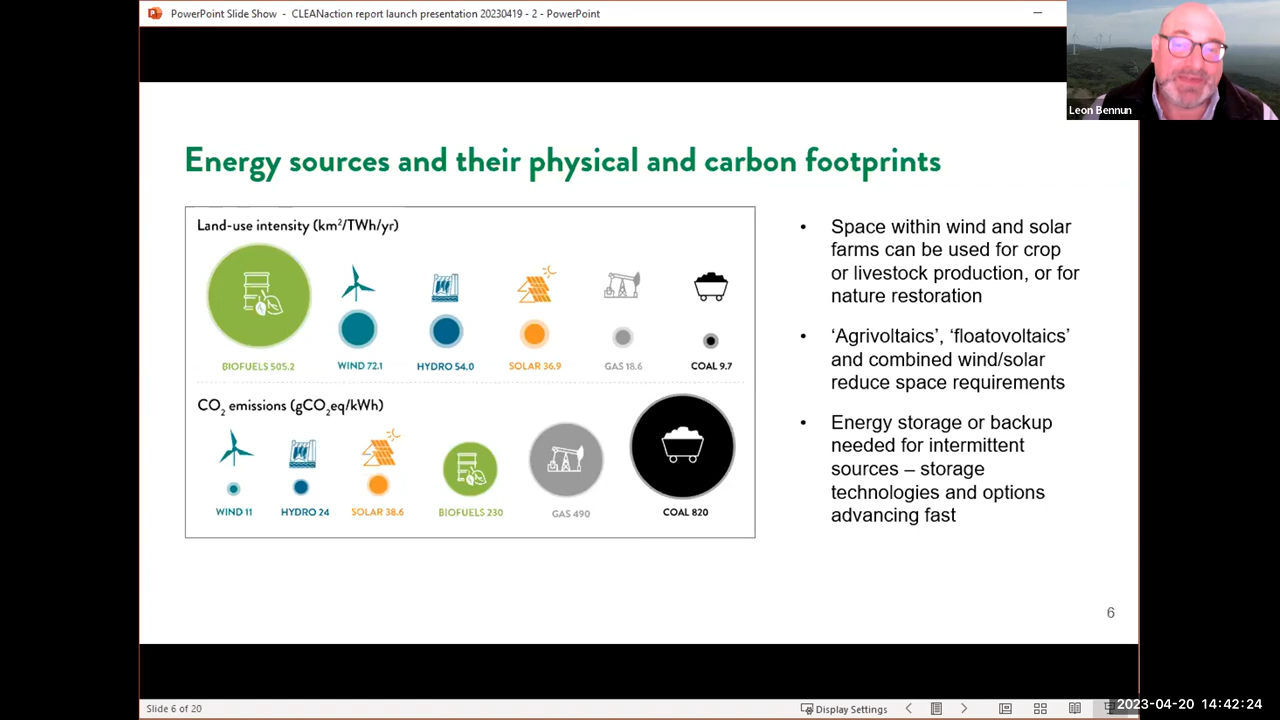 PowerPoint Slide Show - CLEANaction report launch presentation 20230419 - 2 - PowerPoint
Leon Bennun
Energy sources and their physical and carbon footprints
Land-use intensity (km²/TWh/yr)
BIOFUELS 505.2
WIND 72.1
HYDRO 54.0
SOLAR 36.9
GAS 18.6
COAL 9.7
CO₂ emissions (gCO₂eq/kWh)
WIND 11
HYDRO 24
SOLAR 38.6
BIOFUELS 230
GAS 490
COAL 820
• Space within wind and solar
farms can be used for crop
or livestock production, or for
nature restoration
• ‘Agrivoltaics’, ‘floatovoltaics’
and combined wind/solar
reduce space requirements
• Energy storage or backup
needed for intermittent
sources – storage
technologies and options
advancing fast
6
Slide 6 of 20
Display Settings
2023-04-20 14:42:24